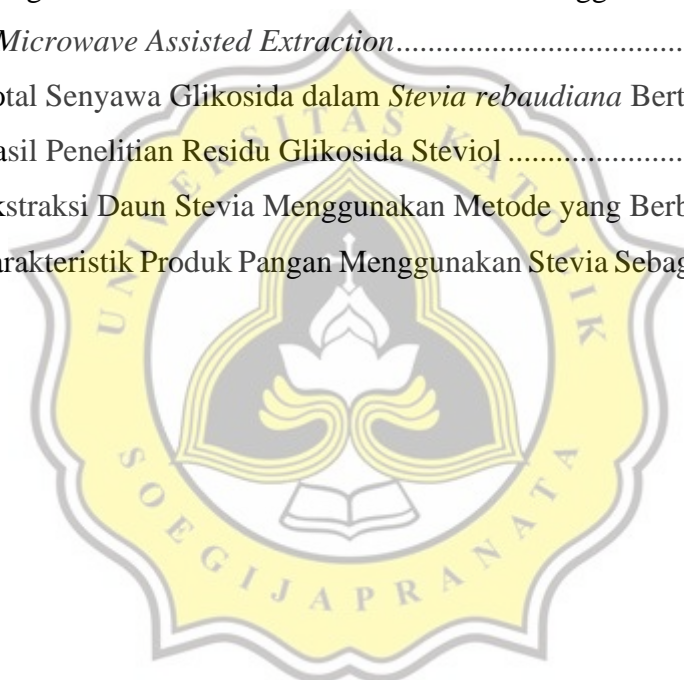 Microwave Assisted Extraction
otal Senyawa Glikosida dalam Stevia rebaudiana Bert
asil Penelitian Residu Glikosida Steviol
kstraksi Daun Stevia Menggunakan Metode yang Berb
arakteristik Produk Pangan Menggunakan Stevia Sebag
UNIVERSITAS KATOLIK
SOEGIJAPRANATA